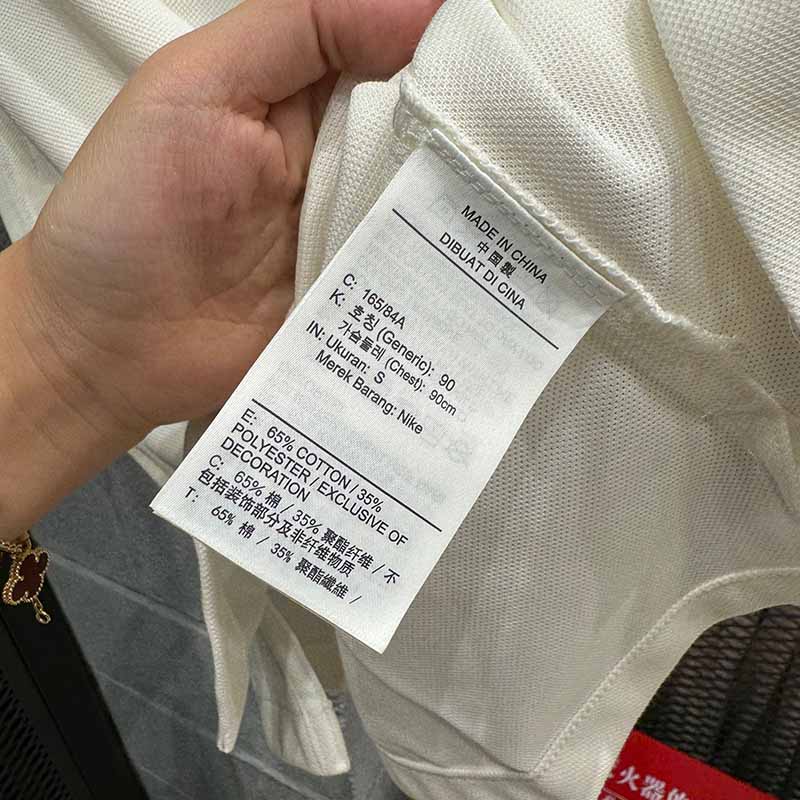 MADE IN CHINA
中国製
DIBUAT DI CINA
C: 165/84A
K: 호칭 (Generic): 90
가슴둘레 (Chest): 90cm
IN: Ukuran: S
Merek Barang: Nike
E: 65% COTTON / 35%
POLYESTER / EXCLUSIVE OF
DECORATION
C: 65% 棉 / 35% 聚酯纤维 / 不
包括装饰部分及非纤维物质
T: 65% 棉 / 35% 聚酯纖維 /
火器